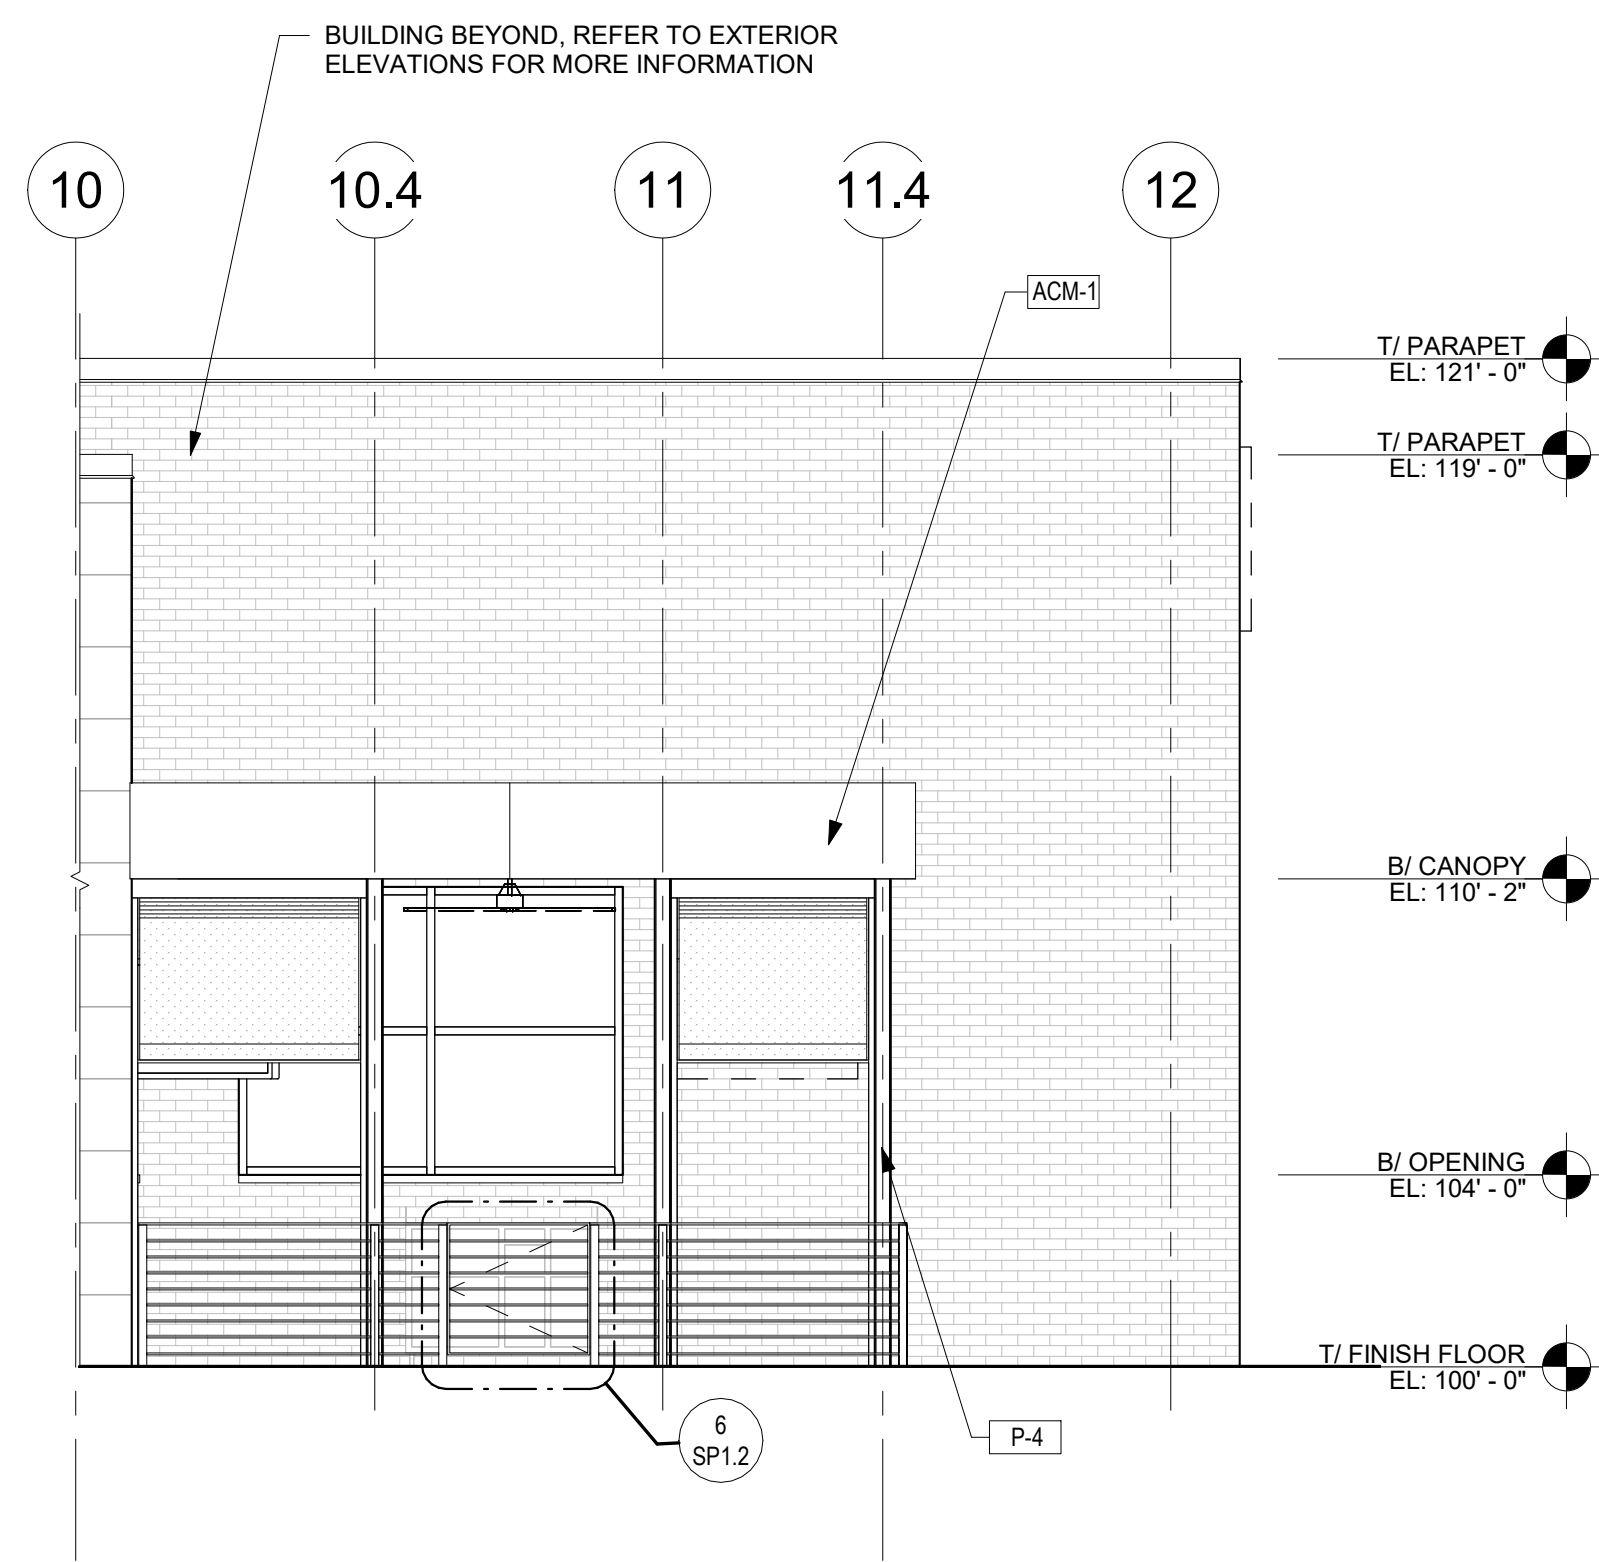 BUILDING BEYOND, REFER TO EXTERIOR
ELEVATIONS FOR MORE INFORMATION
10
10.4
11
11.4
12
ACM-1
T/ PARAPET
EL: 121' - 0"
T/ PARAPET
EL: 119' - 0"
B/ CANOPY
EL: 110' - 2"
B/ OPENING
EL: 104' - 0"
T/ FINISH FLOOR
EL: 100' - 0"
6
SP1.2
P-4